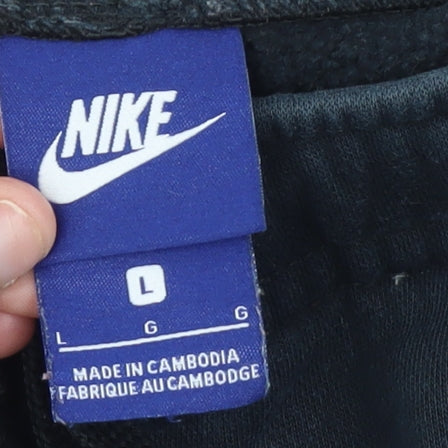 NIKE
L
L G G
MADE IN CAMBODIA
FABRIQUE AU CAMBODGE